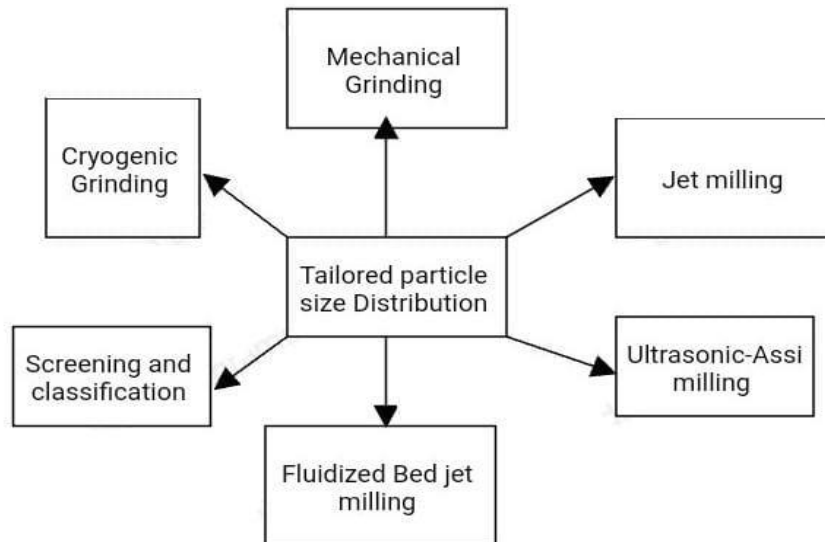 Mechanical
Grinding
Cryogenic
Grinding
Jet milling
Tailored particle
size Distribution
Screening and
classification
Ultrasonic-Assi
milling
Fluidized Bed jet
milling